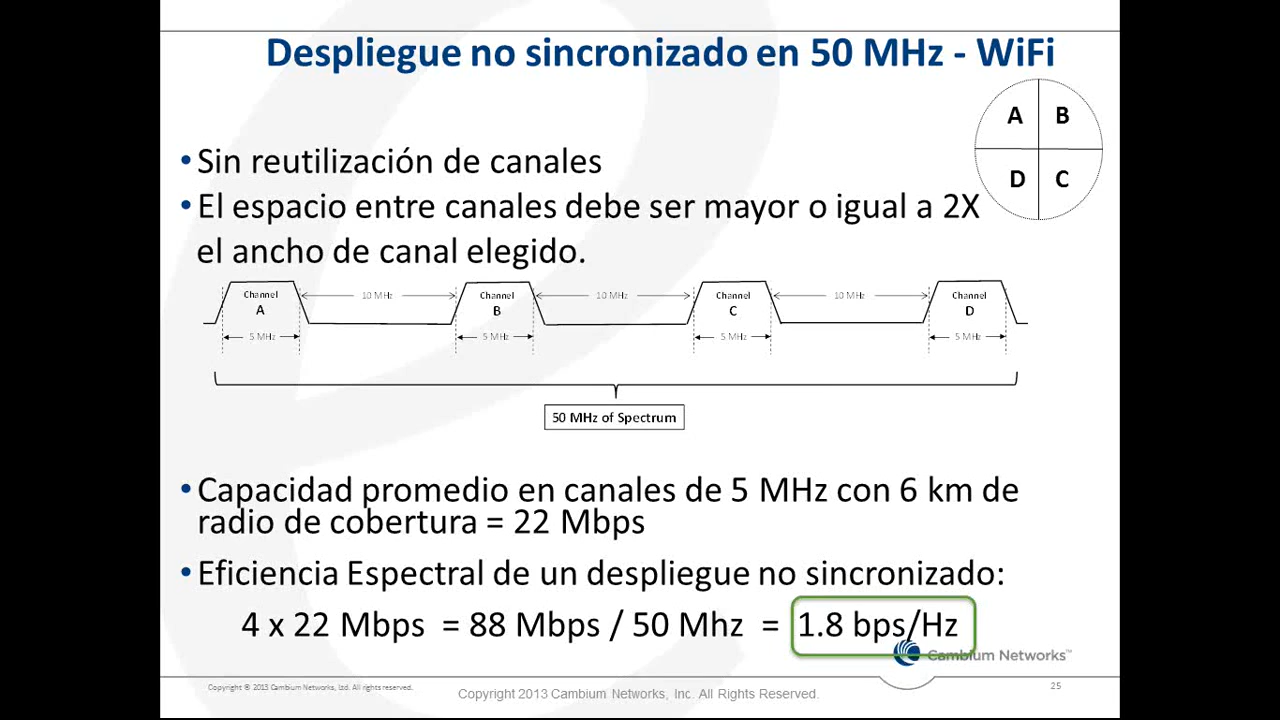 Despliegue no sincronizado en 50 MHz - WiFi
A B
D C
•Sin reutilización de canales
•El espacio entre canales debe ser mayor o igual a 2X
el ancho de canal elegido.
Channel 10 MHz Channel 10 MHz Channel 10 MHz Channel
A B C D
5 MHz 5 MHz 5 MHz 5 MHz
50 MHz of Spectrum
•Capacidad promedio en canales de 5 MHz con 6 km de
radio de cobertura = 22 Mbps
•Eficiencia Espectral de un despliegue no sincronizado:
4 x 22 Mbps = 88 Mbps / 50 Mhz = 1.8 bps/Hz
Cambium Networks™
Copyright © 2013 Cambium Networks, Ltd. All rights reserved.
Copyright 2013 Cambium Networks, Inc. All Rights Reserved.
25